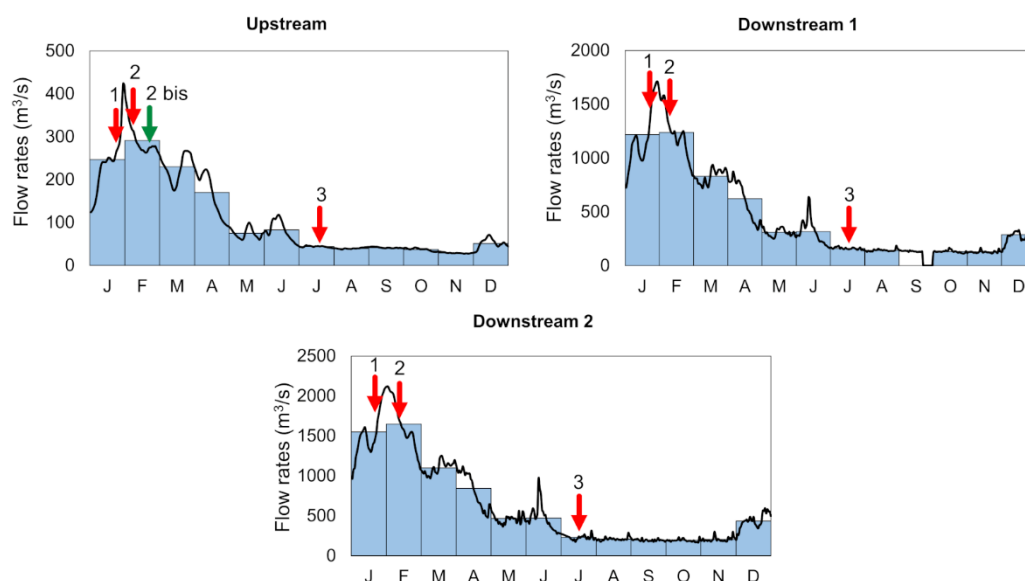 Upstream
Flow rates (m³/s)
500
400
300
200
100
0
1
2
2 bis
3
J F M A M J J A S O N D
Downstream 1
Flow rates (m³/s)
2000
1500
1000
500
0
1
2
3
J F M A M J J A S O N D
Downstream 2
Flow rates (m³/s)
2500
2000
1500
1000
500
0
1
2
3
J F M A M J J A S O N D